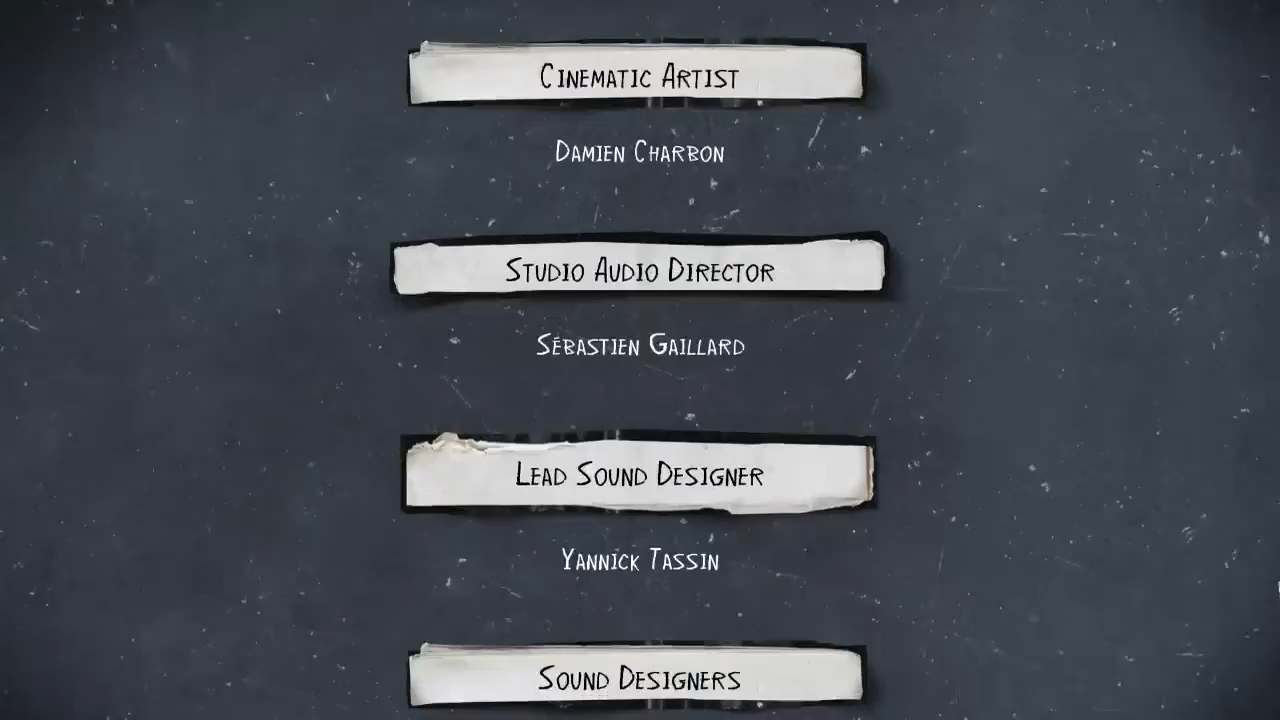 Cinematic Artist
Damien Charbon
Studio Audio Director
Sébastien Gaillard
Lead Sound Designer
Yannick Tassin
Sound Designers